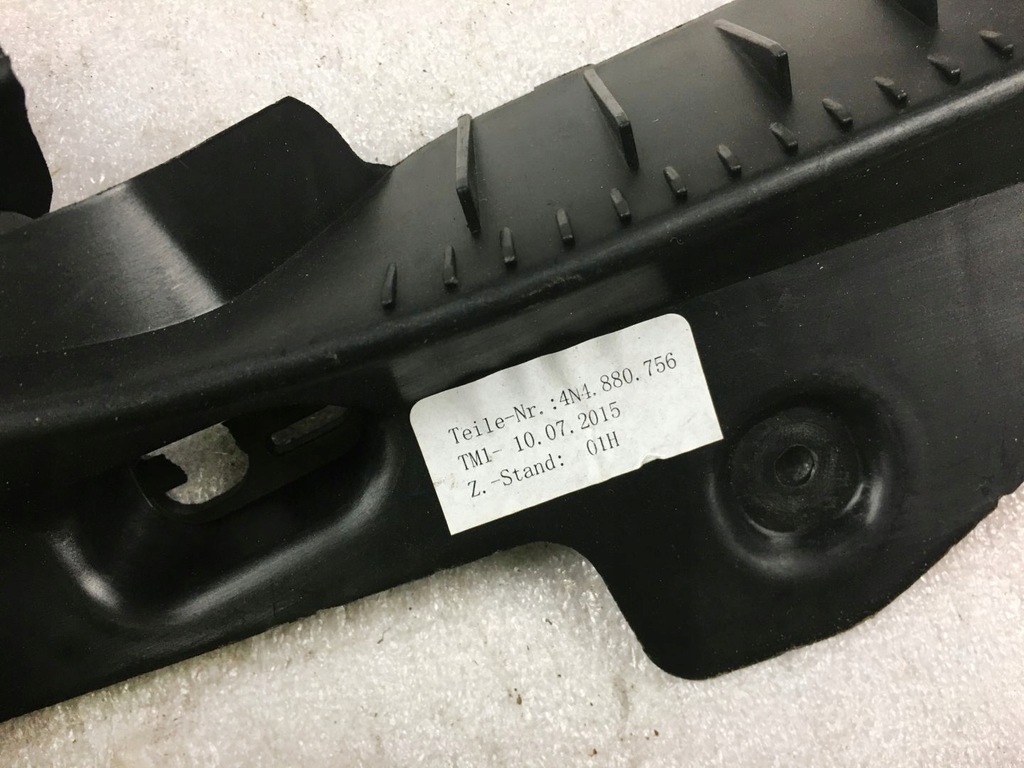 Teile-Nr.:4N4.880.756
TM1- 10.07.2015
Z.-Stand: 01H